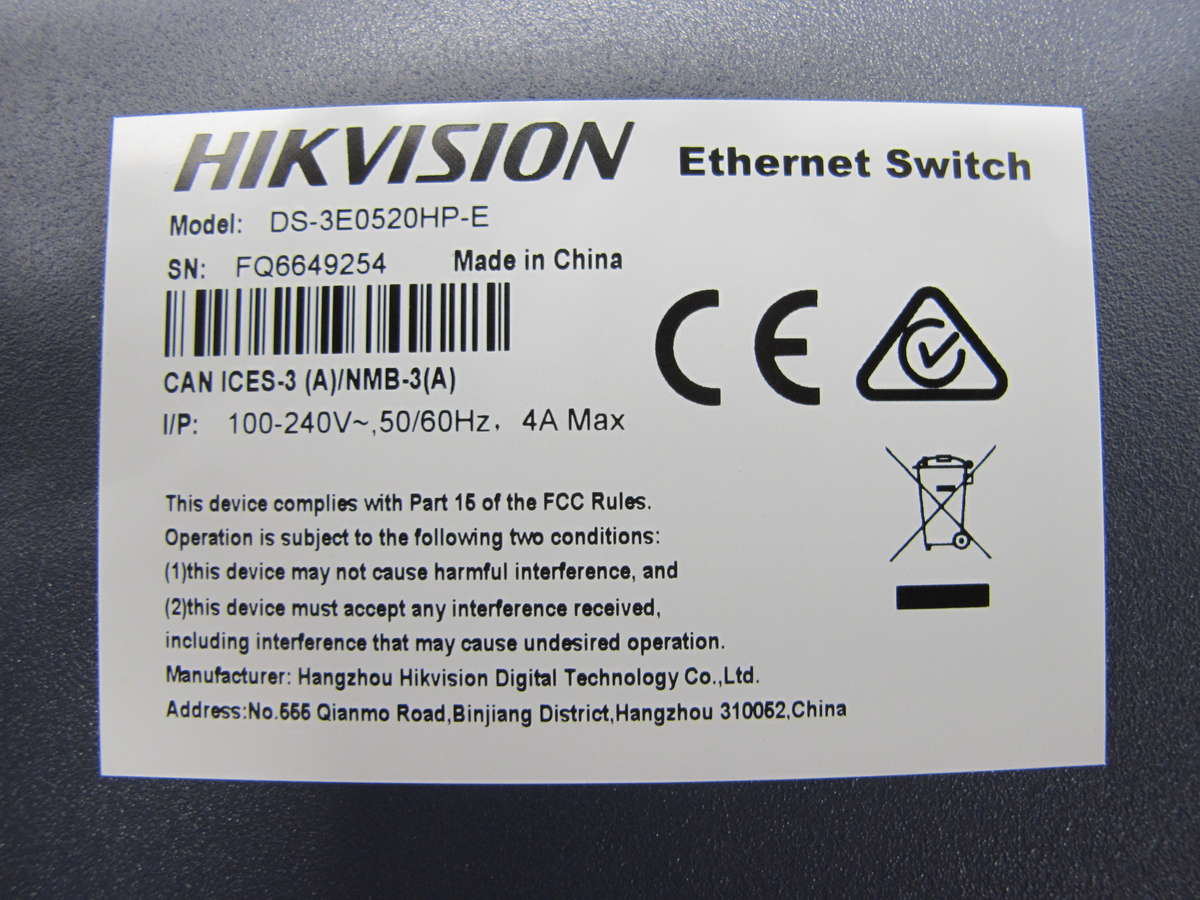 HIKVISION Ethernet Switch
Model: DS-3E0520HP-E
SN: FQ6649254 Made in China
CAN ICES-3 (A)/NMB-3(A)
I/P: 100-240V~,50/60Hz, 4A Max
CE
This device complies with Part 15 of the FCC Rules.
Operation is subject to the following two conditions:
(1)this device may not cause harmful interference, and
(2)this device must accept any interference received,
including interference that may cause undesired operation.
Manufacturer: Hangzhou Hikvision Digital Technology Co.,Ltd.
Address:No.555 Qianmo Road,Binjiang District,Hangzhou 310052,China